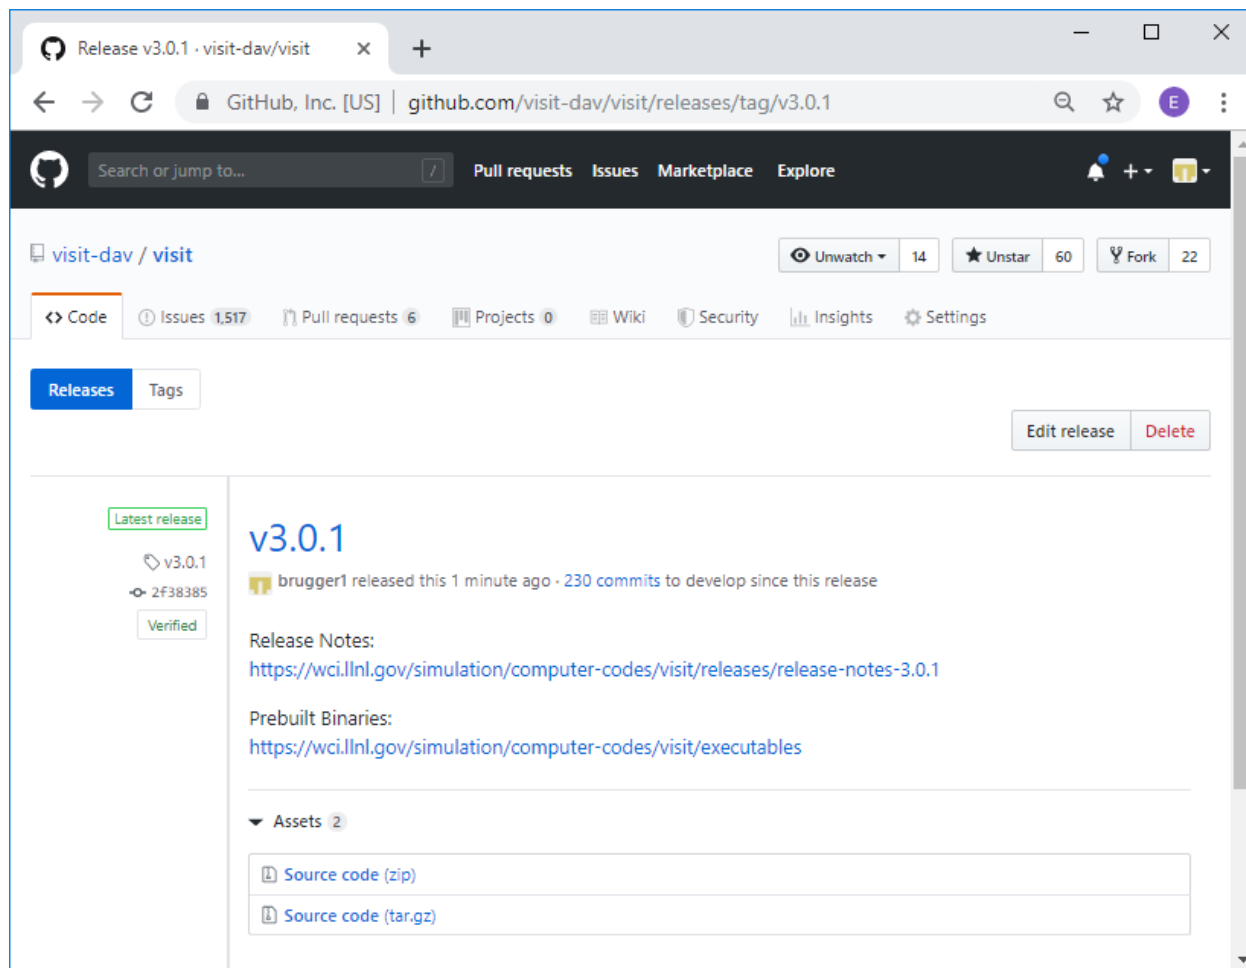 Release v3.0.1 · visit-dav/visit
GitHub, Inc. [US] | github.com/visit-dav/visit/releases/tag/v3.0.1
E
Search or jump to... / Pull requests Issues Marketplace Explore
visit-dav / visit
Unwatch 14 Unstar 60 Fork 22
Code Issues 1,517 Pull requests 6 Projects 0 Wiki Security Insights Settings
Releases Tags
Edit release Delete
Latest release
v3.0.1
2f38385
Verified
v3.0.1
brugger1 released this 1 minute ago · 230 commits to develop since this release
Release Notes:
https://wci.llnl.gov/simulation/computer-codes/visit/releases/release-notes-3.0.1
Prebuilt Binaries:
https://wci.llnl.gov/simulation/computer-codes/visit/executables
Assets 2
Source code (zip)
Source code (tar.gz)